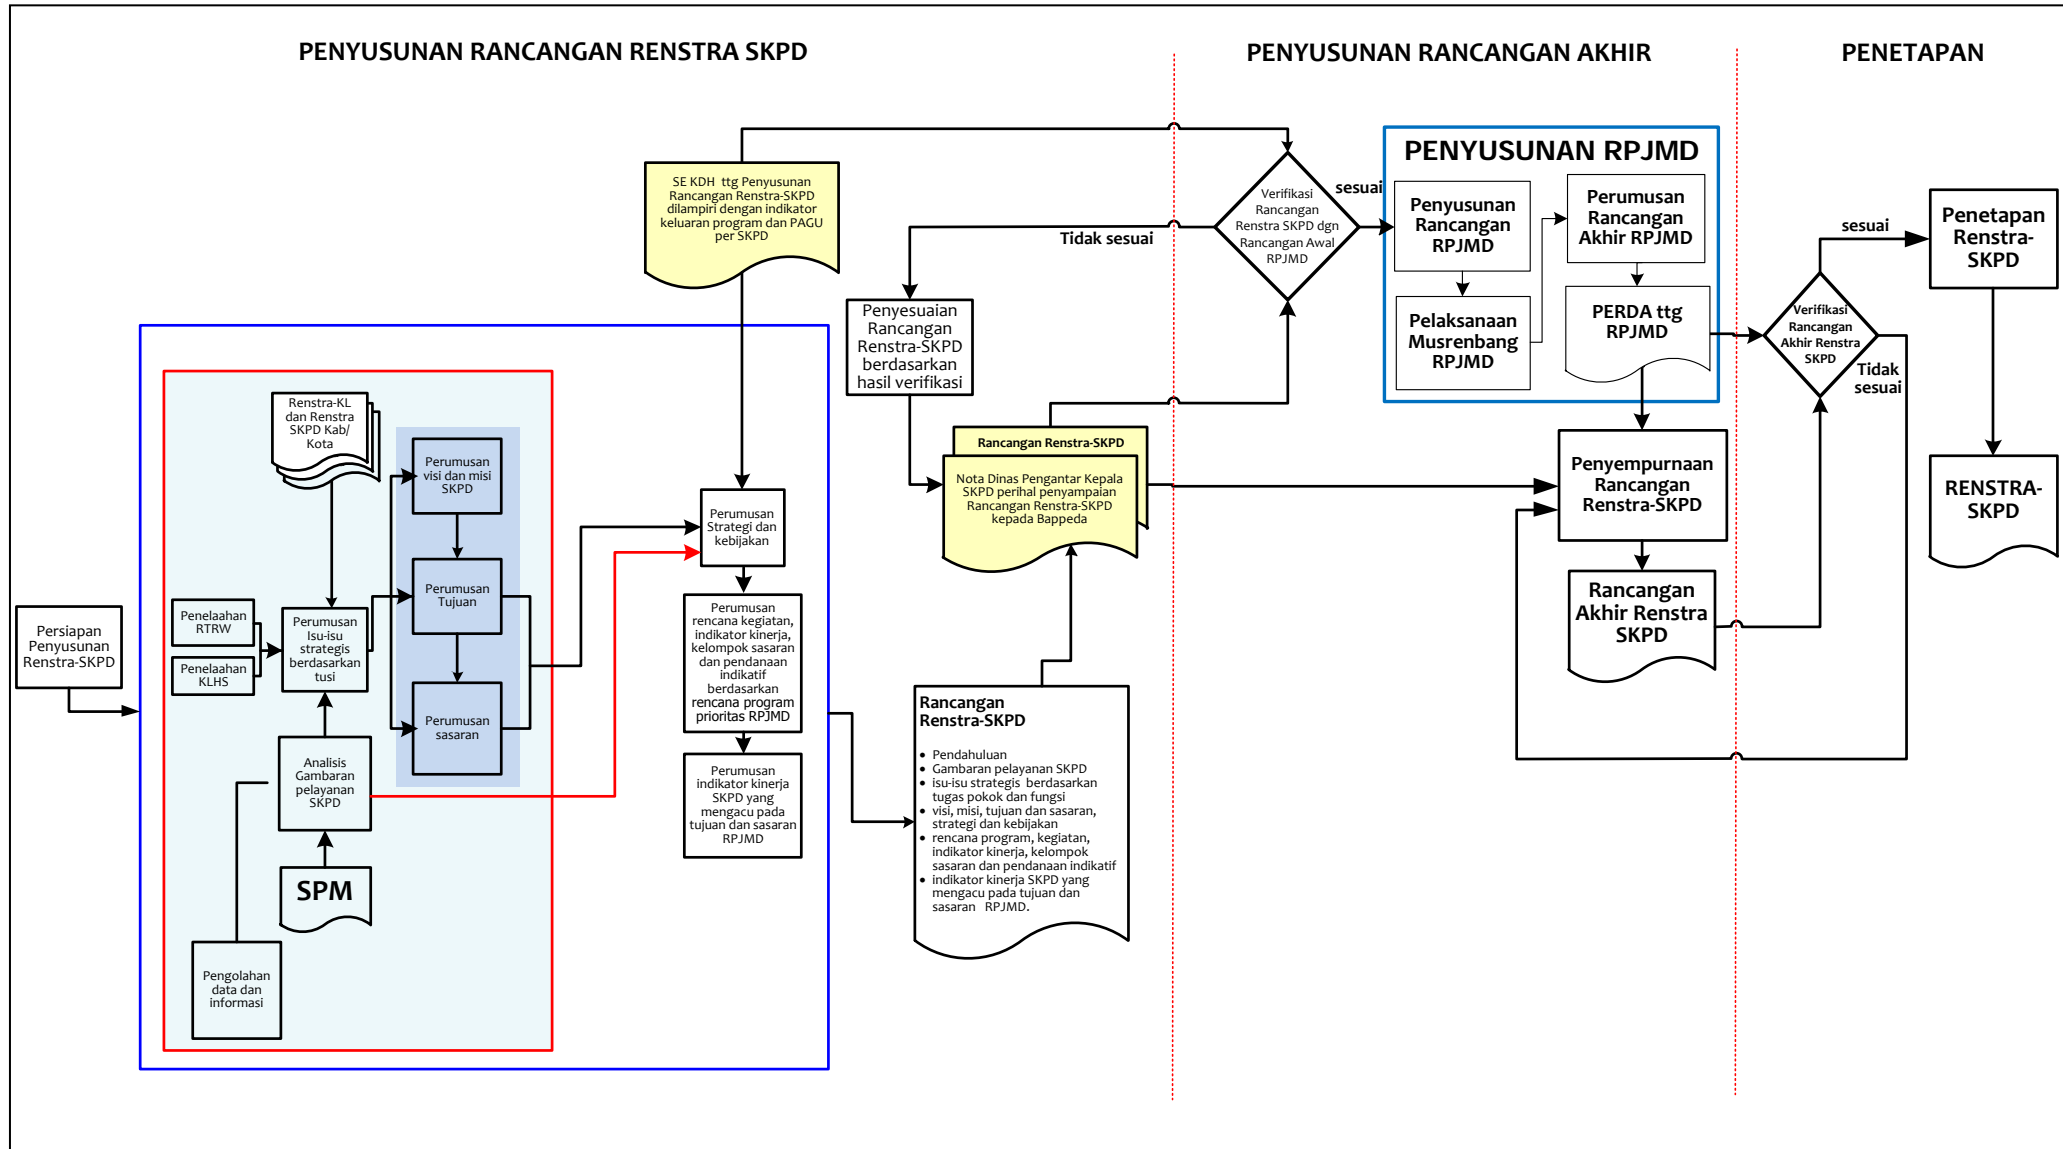 PENYUSUNAN RANCANGAN RENSTRA SKPD
PENYUSUNAN RANCANGAN AKHIR
PENETAPAN
SE KDH ttg Penyusunan
Rancangan Renstra-SKPD
dilampiri dengan indikator
keluaran program dan PAGU
per SKPD
Persiapan
Penyusunan
Renstra-SKPD
Renstra-KL
dan Renstra
SKPD Kab/
Kota
Penelaahan
RTRW
Penelaahan
KLHS
Perumusan
Isu-isu
strategis
berdasarkan
tusi
Analisis
Gambaran
pelayanan
SKPD
SPM
Pengolahan
data dan
informasi
Perumusan
visi dan misi
SKPD
Perumusan
Tujuan
Perumusan
sasaran
Perumusan
Strategi dan
kebijakan
Perumusan
rencana kegiatan,
indikator kinerja,
kelompok sasaran
dan pendanaan
indikatif
berdasarkan
rencana program
prioritas RPJMD
Perumusan
indikator kinerja
SKPD yang
mengacu pada
tujuan dan sasaran
RPJMD
Tidak sesuai
Penyesuaian
Rancangan
Renstra-SKPD
berdasarkan
hasil verifikasi
Rancangan Renstra-SKPD
Nota Dinas Pengantar Kepala
SKPD perihal penyampaian
Rancangan Renstra-SKPD
kepada Bappeda
Rancangan
Renstra-SKPD
• Pendahuluan
• Gambaran pelayanan SKPD
• isu-isu strategis berdasarkan
tugas pokok dan fungsi
• visi, misi, tujuan dan sasaran,
strategi dan kebijakan
• rencana program, kegiatan,
indikator kinerja, kelompok
sasaran dan pendanaan indikatif
• indikator kinerja SKPD yang
mengacu pada tujuan dan
sasaran RPJMD.
Verifikasi
Rancangan
Renstra SKPD dgn
Rancangan Awal
RPJMD
sesuai
PENYUSUNAN RPJMD
Penyusunan
Rancangan
RPJMD
Pelaksanaan
Musrenbang
RPJMD
Perumusan
Rancangan
Akhir RPJMD
PERDA ttg
RPJMD
Penyempurnaan
Rancangan
Renstra-SKPD
Rancangan
Akhir Renstra
SKPD
Verifikasi
Rancangan
Akhir Renstra
SKPD
sesuai
Tidak
sesuai
Penetapan
Renstra-
SKPD
RENSTRA-
SKPD